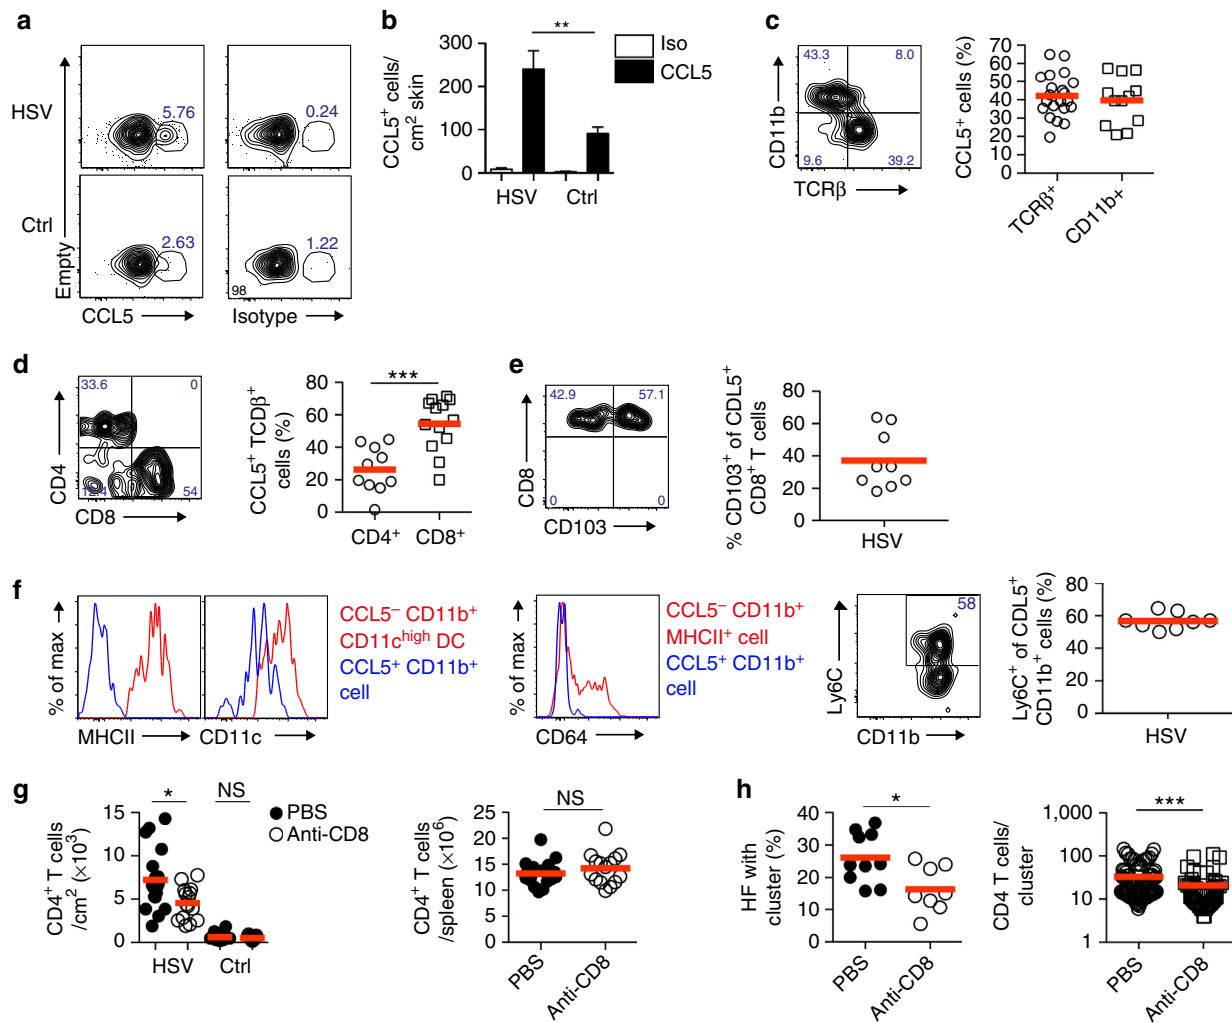 a
HSV
Ctrl
Empty
5.76
0.24
2.63
1.22
98
CCL5
Isotype
b
CCL5⁺ cells/
cm² skin
300
200
100
0
**
Iso
CCL5
HSV
Ctrl
c
CD11b
43.3
8.0
9.6
39.2
TCRβ
CCL5⁺ cells (%)
70
60
50
40
30
20
10
0
TCRβ⁺
CD11b+
d
CD4
33.6
0
12.4
54
CD8
CCL5⁺ TCDβ⁺
cells (%)
80
60
40
20
0
***
CD4⁺
CD8⁺
e
CD8
42.9
57.1
0
0
CD103
% CD103⁺ of CDL5⁺
CD8⁺ T cells
80
60
40
20
0
HSV
f
% of max
MHCII
CD11c
CCL5⁻ CD11b⁺
CD11cʰⁱᵍʰ DC
CCL5⁺ CD11b⁺
cell
% of max
CD64
CCL5⁻ CD11b⁺
MHCII⁺ cell
CCL5⁺ CD11b⁺
cell
Ly6C
58
CD11b
Ly6C⁺ of CDL5⁺
CD11b⁺ cells (%)
80
60
40
20
0
HSV
g
CD4⁺ T cells
/cm² (×10³)
15
10
5
0
*
NS
PBS
Anti-CD8
HSV
Ctrl
CD4⁺ T cells
/spleen (×10⁶)
25
20
15
10
5
0
NS
PBS
Anti-CD8
h
HF with
cluster (%)
40
30
20
10
0
*
PBS
Anti-CD8
CD4 T cells/
cluster
1,000
100
10
1
***
PBS
Anti-CD8